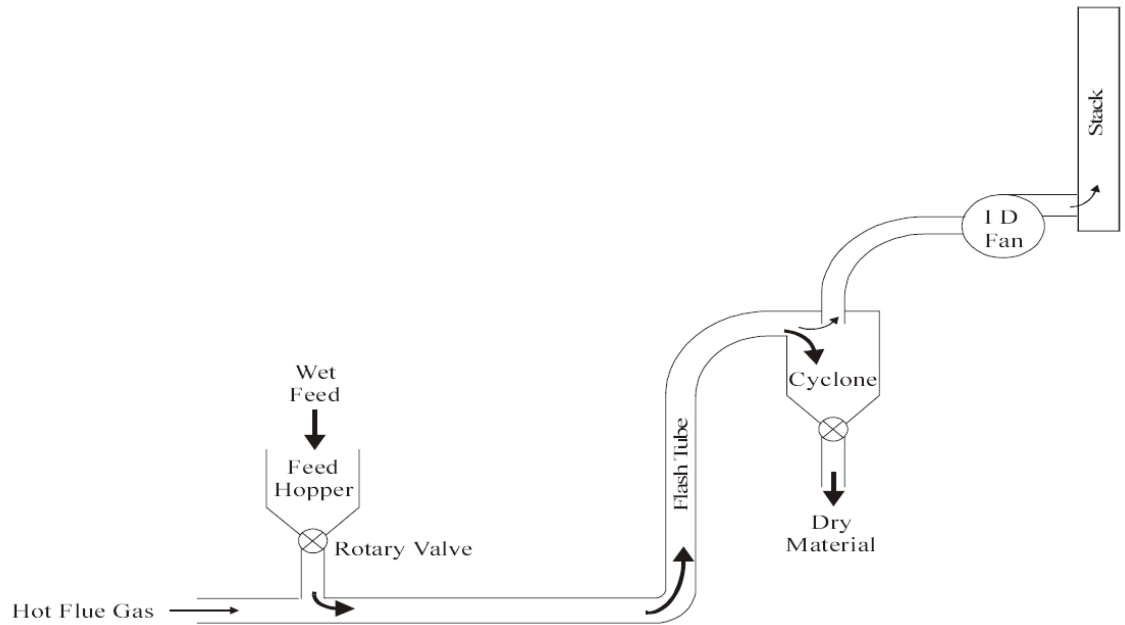 Stack
I D
Fan
Wet
Feed
Cyclone
Feed
Hopper
Flash Tube
Rotary Valve
Dry
Material
Hot Flue Gas